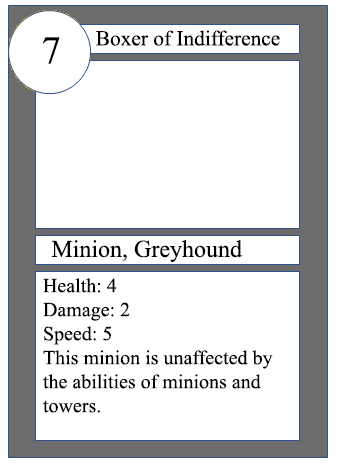 7
Boxer of Indifference
Minion, Greyhound
Health: 4
Damage: 2
Speed: 5
This minion is unaffected by
the abilities of minions and
towers.